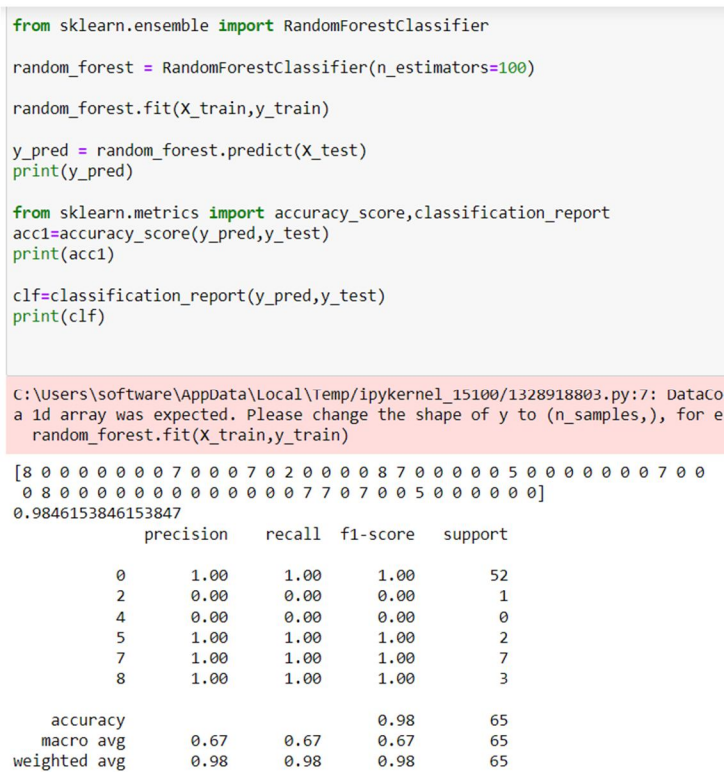 from sklearn.ensemble import RandomForestClassifier
random_forest = RandomForestClassifier(n_estimators=100)
random_forest.fit(X_train,y_train)
y_pred = random_forest.predict(X_test)
print(y_pred)
from sklearn.metrics import accuracy_score,classification_report
acc1=accuracy_score(y_pred,y_test)
print(acc1)
clf=classification_report(y_pred,y_test)
print(clf)
C:\Users\software\AppData\Local\Temp/ipykernel_15100/1328918803.py:7: DataCo
a 1d array was expected. Please change the shape of y to (n_samples,), for e
random_forest.fit(X_train,y_train)
[8 0 0 0 0 0 0 0 7 0 0 0 7 0 2 0 0 0 0 8 7 0 0 0 0 0 5 0 0 0 0 0 0 0 7 0 0
0 8 0 0 0 0 0 0 0 0 0 0 0 0 0 7 7 0 7 0 0 5 0 0 0 0 0 0]
0.9846153846153847
precision recall f1-score support
0 1.00 1.00 1.00 52
2 0.00 0.00 0.00 1
4 0.00 0.00 0.00 0
5 1.00 1.00 1.00 2
7 1.00 1.00 1.00 7
8 1.00 1.00 1.00 3
accuracy 0.98 65
macro avg 0.67 0.67 0.67 65
weighted avg 0.98 0.98 0.98 65